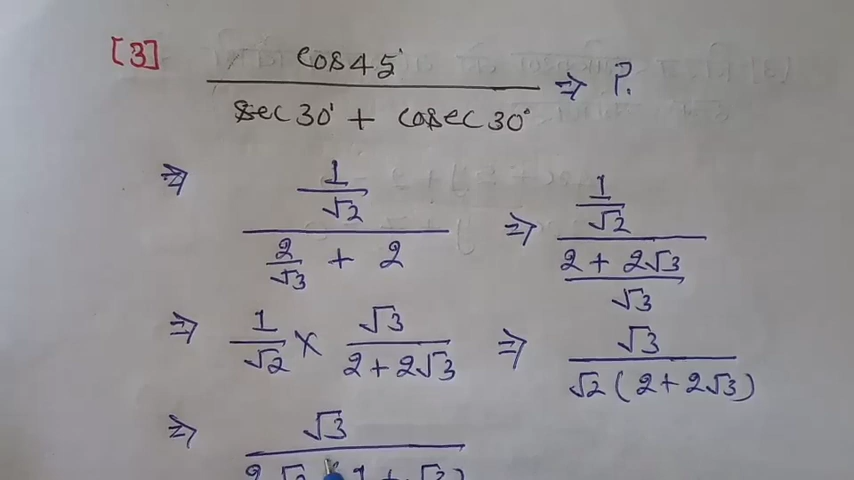 [3] cos45° / (sec30° + cosec30°) ⇒ P.
⇒ (1/√2) / (2/√3 + 2) ⇒ (1/√2) / ((2 + 2√3)/√3)
⇒ 1/√2 × √3/(2 + 2√3) ⇒ √3 / (√2(2 + 2√3))
⇒ √3 /